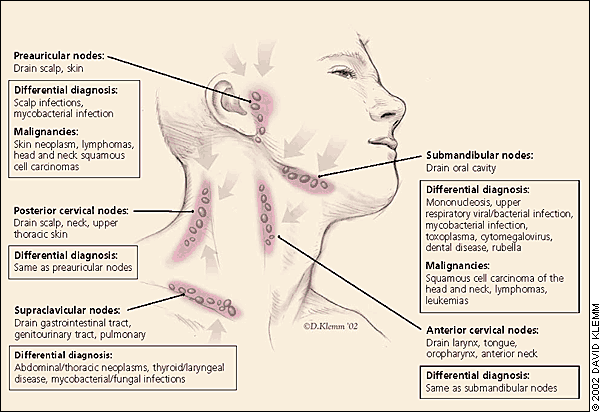 Preauricular nodes:
Drain scalp, skin
Differential diagnosis:
Scalp infections,
mycobacterial infection
Malignancies:
Skin neoplasm, lymphomas,
head and neck squamous
cell carcinomas
Posterior cervical nodes:
Drain scalp, neck, upper
thoracic skin
Differential diagnosis:
Same as preauricular nodes
Supraclavicular nodes:
Drain gastrointestinal tract,
genitourinary tract, pulmonary
Differential diagnosis:
Abdominal/thoracic neoplasms, thyroid/laryngeal
disease, mycobacterial/fungal infections
Submandibular nodes:
Drain oral cavity
Differential diagnosis:
Mononucleosis, upper
respiratory viral/bacterial infection,
mycobacterial infection,
toxoplasma, cytomegalovirus,
dental disease, rubella
Malignancies:
Squamous cell carcinoma of the
head and neck, lymphomas,
leukemias
Anterior cervical nodes:
Drain larynx, tongue,
oropharynx, anterior neck
Differential diagnosis:
Same as submandibular nodes
©D.Klemm '02
© 2002 DAVID KLEMM